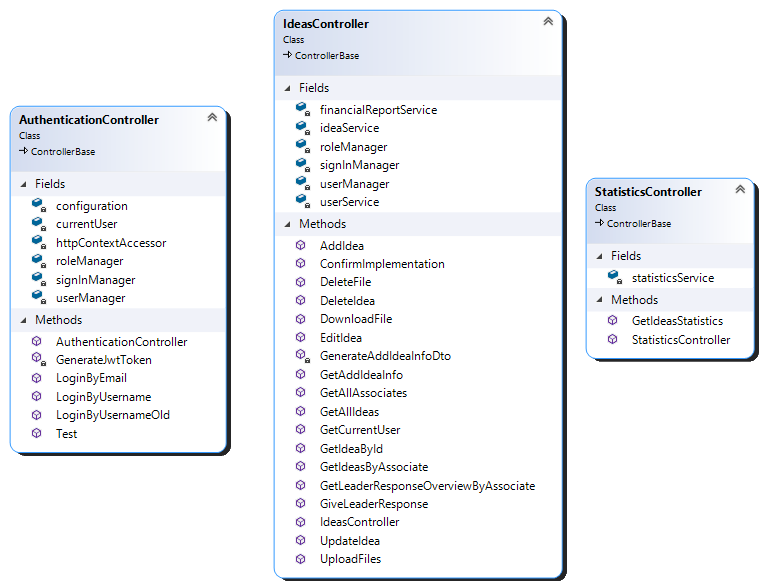 AuthenticationController
Class
ControllerBase
Fields
configuration
currentUser
httpContextAccessor
roleManager
signInManager
userManager
Methods
AuthenticationController
GenerateJwtToken
LoginByEmail
LoginByUsername
LoginByUsernameOld
Test
IdeasController
Class
ControllerBase
Fields
financialReportService
ideaService
roleManager
signInManager
userManager
userService
Methods
AddIdea
ConfirmImplementation
DeleteFile
DeleteIdea
DownloadFile
EditIdea
GenerateAddIdeaInfoDto
GetAddIdeaInfo
GetAllAssociates
GetAllIdeas
GetCurrentUser
GetIdeaById
GetIdeasByAssociate
GetLeaderResponseOverviewByAssociate
GiveLeaderResponse
IdeasController
UpdateIdea
UploadFiles
StatisticsController
Class
ControllerBase
Fields
statisticsService
Methods
GetIdeasStatistics
StatisticsController